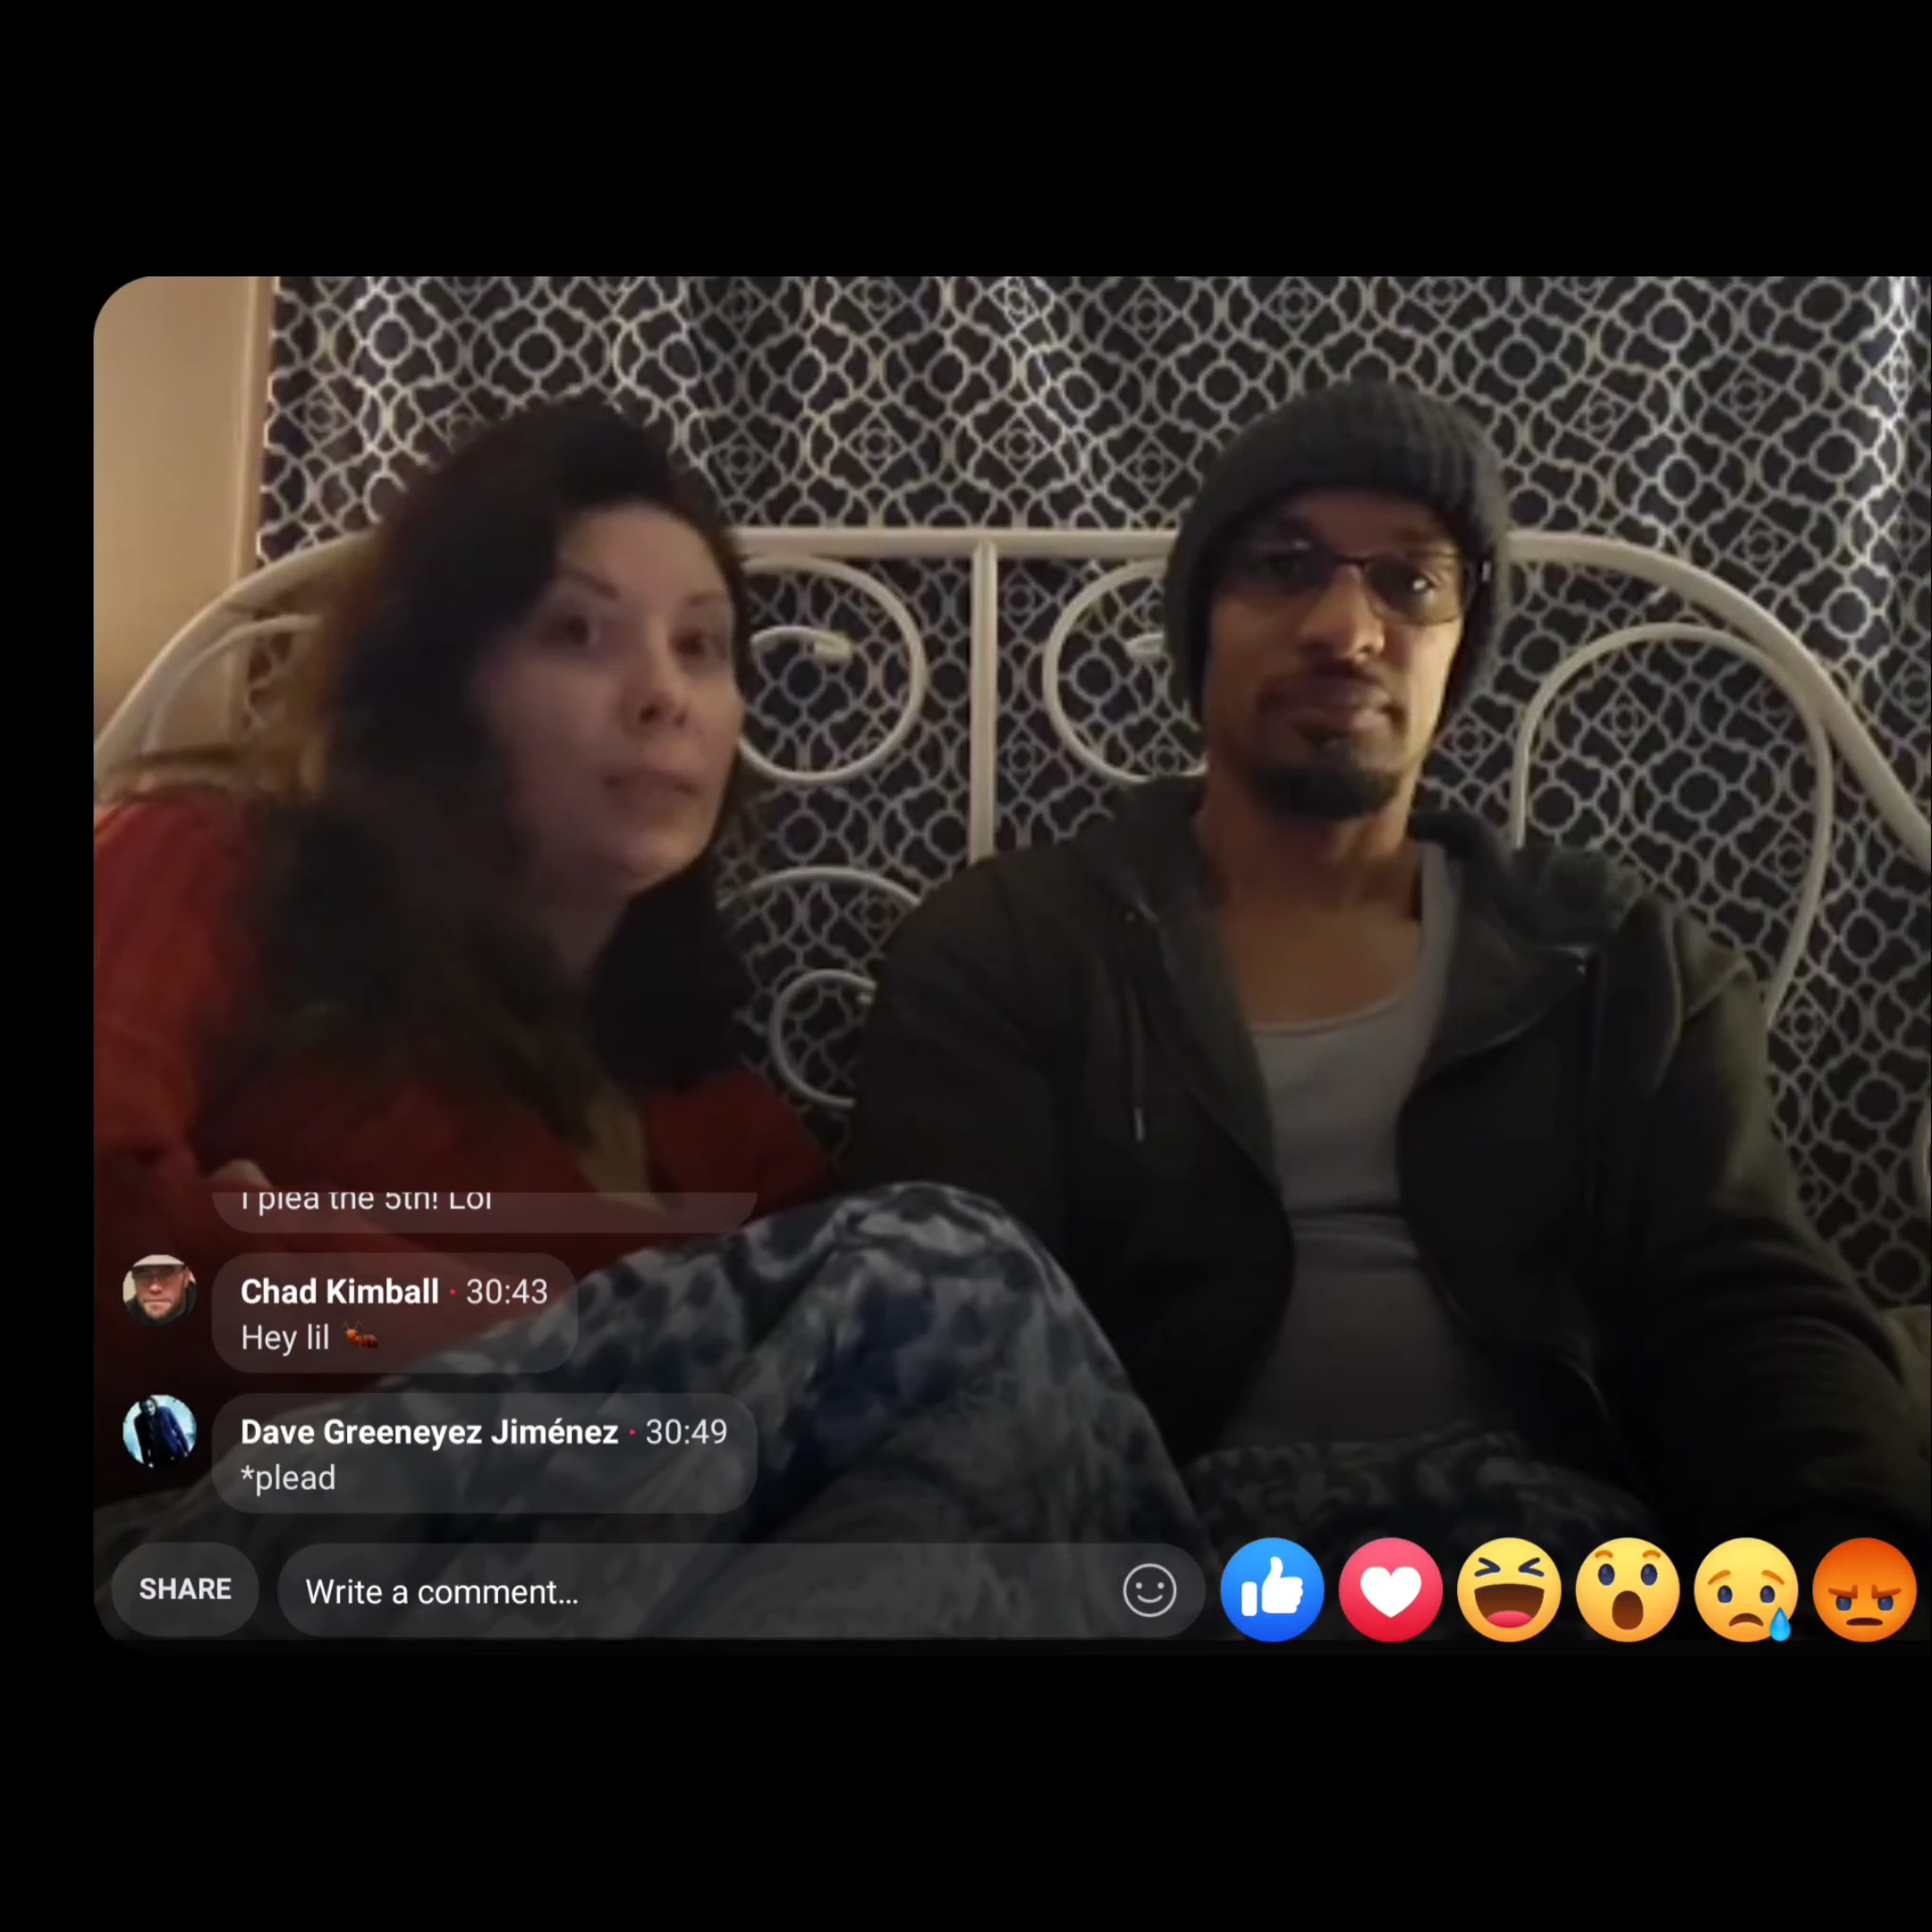 I plea the 5th! Lol
Chad Kimball · 30:43
Hey lil 🐜
Dave Greeneyez Jiménez · 30:49
*plead
SHARE
Write a comment...